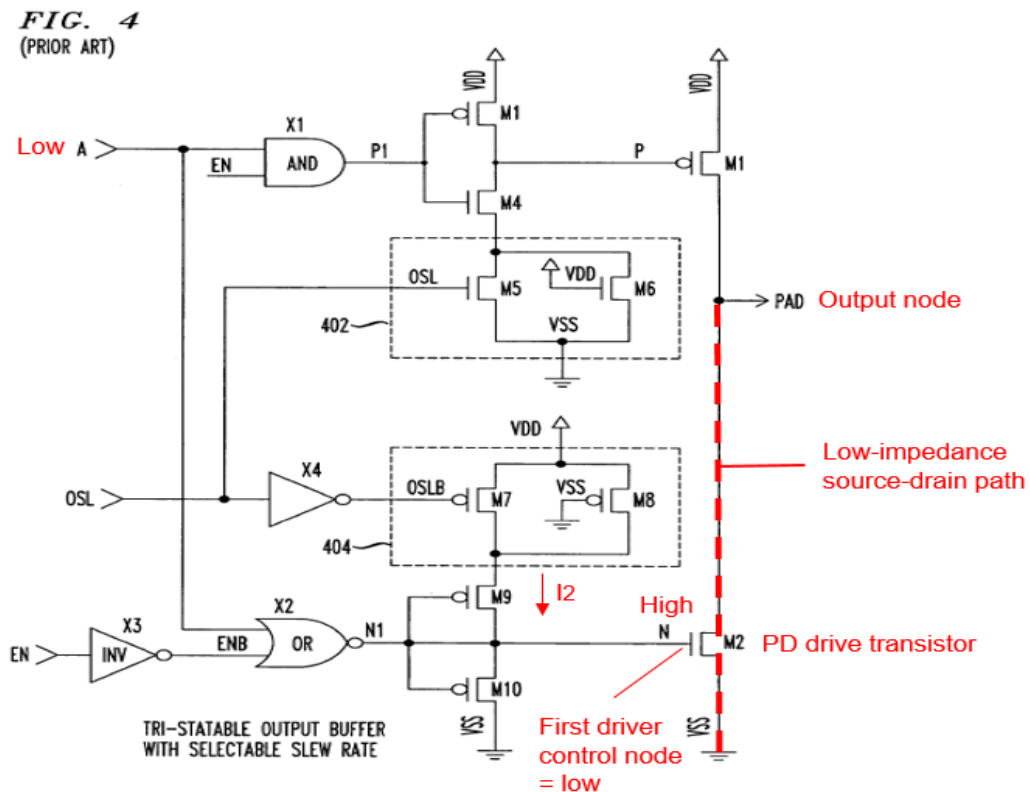 FIG. 4
(PRIOR ART)
VDD
VDD
X1
M1
Low A
AND
P1
P
M1
EN
M4
OSL
M5
VDD
M6
PAD Output node
402
VSS
VDD
Low-impedance
source-drain path
X4
OSL
OSLB
M7
VSS
M8
404
I2
M9
High
X2
X3
N1
N
M2 PD drive transistor
EN
INV
ENB
OR
M10
First driver
control node
= low
VSS
VSS
TRI-STATABLE OUTPUT BUFFER
WITH SELECTABLE SLEW RATE